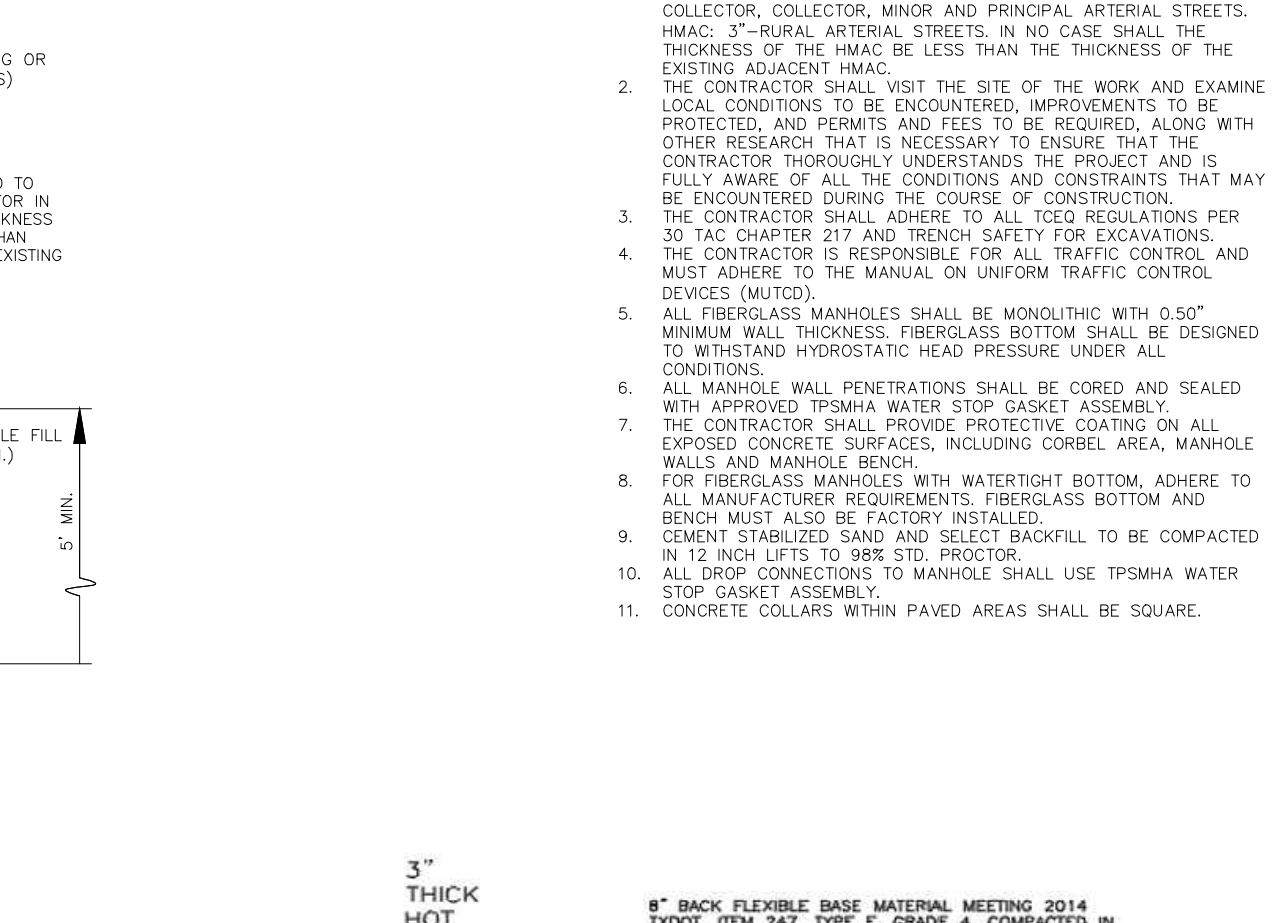 G OR
S)
O TO
TOR IN
CKNESS
HAN
EXISTING
LE FILL
.)
5' MIN.
COLLECTOR, COLLECTOR, MINOR AND PRINCIPAL ARTERIAL STREETS.
HMAC: 3"–RURAL ARTERIAL STREETS. IN NO CASE SHALL THE
THICKNESS OF THE HMAC BE LESS THAN THE THICKNESS OF THE
EXISTING ADJACENT HMAC.
2. THE CONTRACTOR SHALL VISIT THE SITE OF THE WORK AND EXAMINE
LOCAL CONDITIONS TO BE ENCOUNTERED, IMPROVEMENTS TO BE
PROTECTED, AND PERMITS AND FEES TO BE REQUIRED, ALONG WITH
OTHER RESEARCH THAT IS NECESSARY TO ENSURE THAT THE
CONTRACTOR THOROUGHLY UNDERSTANDS THE PROJECT AND IS
FULLY AWARE OF ALL THE CONDITIONS AND CONSTRAINTS THAT MAY
BE ENCOUNTERED DURING THE COURSE OF CONSTRUCTION.
3. THE CONTRACTOR SHALL ADHERE TO ALL TCEQ REGULATIONS PER
30 TAC CHAPTER 217 AND TRENCH SAFETY FOR EXCAVATIONS.
4. THE CONTRACTOR IS RESPONSIBLE FOR ALL TRAFFIC CONTROL AND
MUST ADHERE TO THE MANUAL ON UNIFORM TRAFFIC CONTROL
DEVICES (MUTCD).
5. ALL FIBERGLASS MANHOLES SHALL BE MONOLITHIC WITH 0.50"
MINIMUM WALL THICKNESS. FIBERGLASS BOTTOM SHALL BE DESIGNED
TO WITHSTAND HYDROSTATIC HEAD PRESSURE UNDER ALL
CONDITIONS.
6. ALL MANHOLE WALL PENETRATIONS SHALL BE CORED AND SEALED
WITH APPROVED TPSMHA WATER STOP GASKET ASSEMBLY.
7. THE CONTRACTOR SHALL PROVIDE PROTECTIVE COATING ON ALL
EXPOSED CONCRETE SURFACES, INCLUDING CORBEL AREA, MANHOLE
WALLS AND MANHOLE BENCH.
8. FOR FIBERGLASS MANHOLES WITH WATERTIGHT BOTTOM, ADHERE TO
ALL MANUFACTURER REQUIREMENTS. FIBERGLASS BOTTOM AND
BENCH MUST ALSO BE FACTORY INSTALLED.
9. CEMENT STABILIZED SAND AND SELECT BACKFILL TO BE COMPACTED
IN 12 INCH LIFTS TO 98% STD. PROCTOR.
10. ALL DROP CONNECTIONS TO MANHOLE SHALL USE TPSMHA WATER
STOP GASKET ASSEMBLY.
11. CONCRETE COLLARS WITHIN PAVED AREAS SHALL BE SQUARE.
3"
THICK
HOT
8" BACK FLEXIBLE BASE MATERIAL MEETING 2014
TXDOT ITEM 247 TYPE E GRADE 4 COMPACTED IN